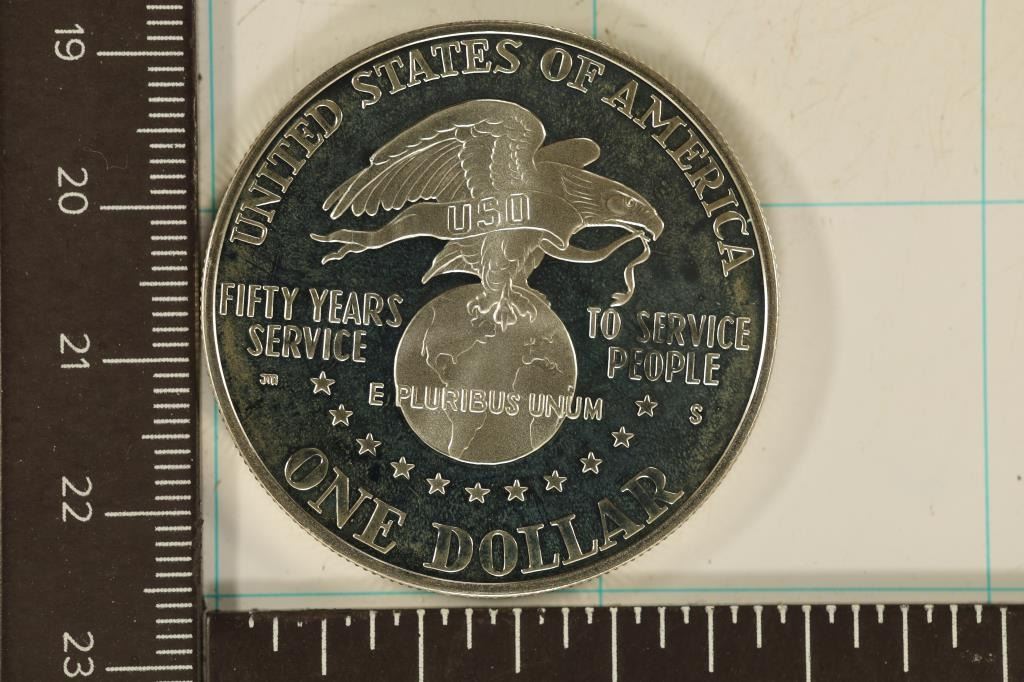 UNITED STATES OF AMERICA
USO
FIFTY YEARS
SERVICE
TO SERVICE
PEOPLE
JTM
S
E PLURIBUS UNUM
ONE DOLLAR
19
20
21
22
23